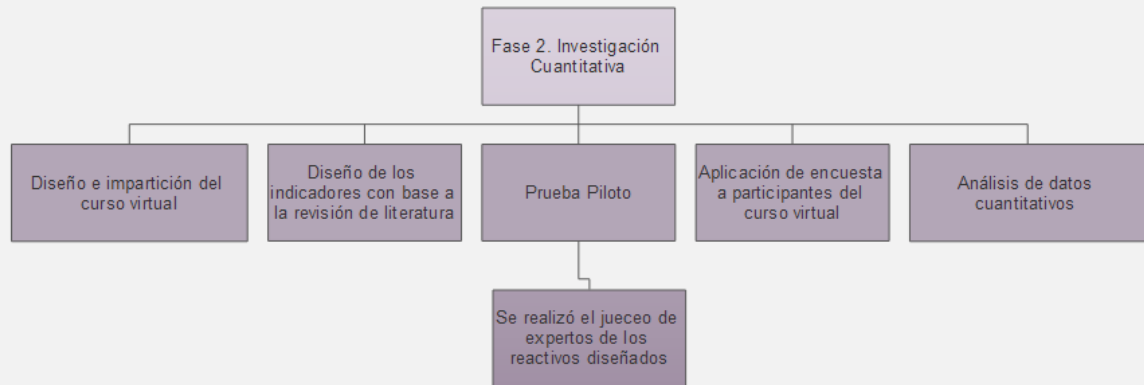 Fase 2. Investigación
Cuantitativa
Diseño e impartición del
curso virtual
Diseño de los
indicadores con base a
la revisión de literatura
Prueba Piloto
Aplicación de encuesta
a participantes del
curso virtual
Análisis de datos
cuantitativos
Se realizó el jueceo de
expertos de los
reactivos diseñados